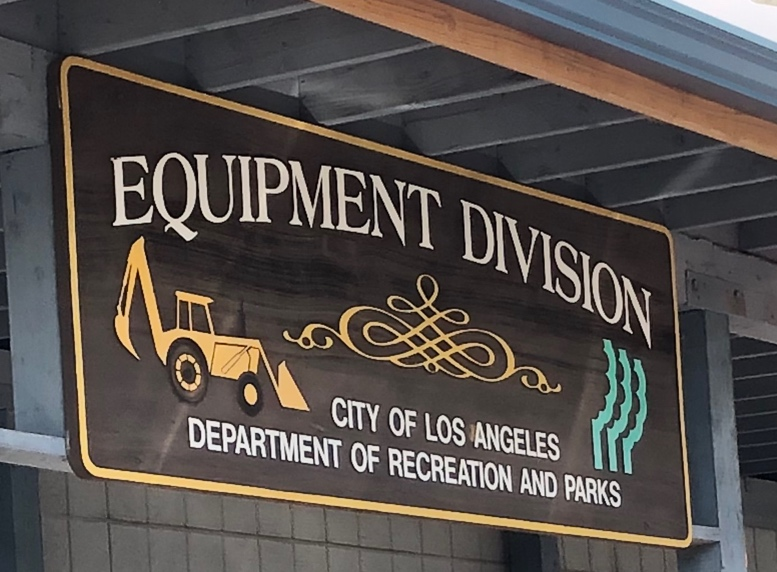 EQUIPMENT DIVISION
CITY OF LOS ANGELES
DEPARTMENT OF RECREATION AND PARKS